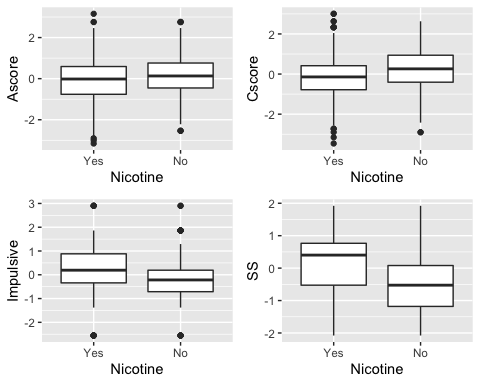 Ascore
2
0
-2
Yes No
Nicotine
Cscore
2
0
-2
Yes No
Nicotine
Impulsive
3
2
1
0
-1
-2
Yes No
Nicotine
SS
2
1
0
-1
-2
Yes No
Nicotine